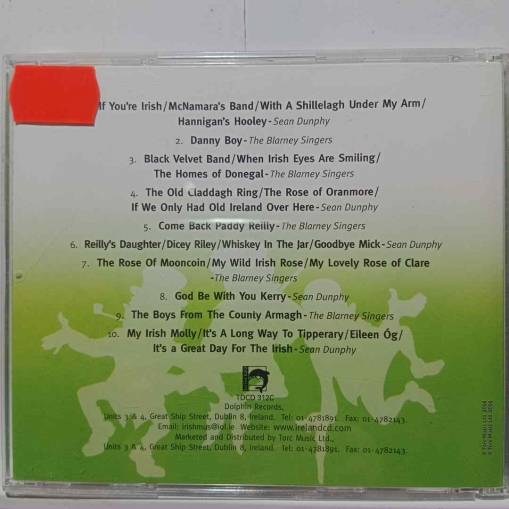 If You're Irish/McNamara's Band/With A Shillelagh Under My Arm/
Hannigan's Hooley-Sean Dunphy
2. Danny Boy-The Blarney Singers
3. Black Velvet Band/When Irish Eyes Are Smiling/
The Homes of Donegal-The Blarney Singers
4. The Old Claddagh Ring/The Rose of Oranmore/
If We Only Had Old Ireland Over Here-Sean Dunphy
5. Come Back Paddy Reilly-The Blarney Singers
6. Reilly's Daughter/Dicey Riley/Whiskey In The Jar/Goodbye Mick-Sean Dunphy
7. The Rose Of Mooncoin/My Wild Irish Rose/My Lovely Rose of Clare
-The Blarney Singers
8. God Be With You Kerry-Sean Dunphy
9. The Boys From The County Armagh-The Blarney Singers
10. My Irish Molly/It's A Long Way To Tipperary/Eileen Óg/
It's a Great Day For The Irish-Sean Dunphy
TDCD 312C
Dolphin Records,
Units 3 & 4, Great Ship Street, Dublin 8, Ireland. Tel: 01-4781891. Fax: 01-4782143.
Email: irishmus@iol.ie Website: www.irelandcd.com
Marketed and Distributed by Torc Music Ltd.,
Units 3 & 4, Great Ship Street, Dublin 8, Ireland. Tel: 01-4781891. Fax: 01-4782143.